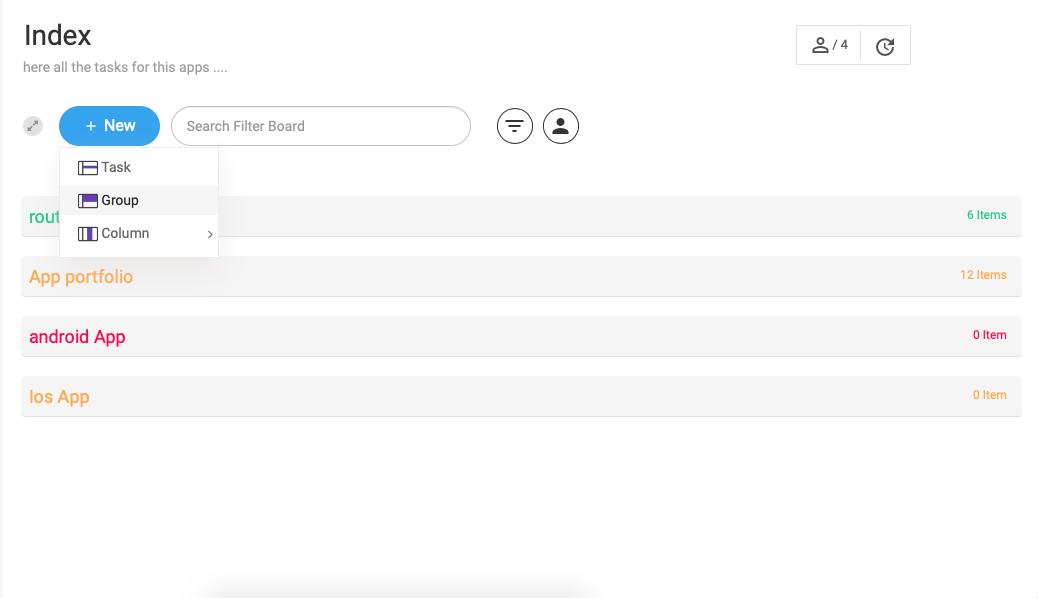 Index
/ 4
here all the tasks for this apps ....
+ New
Search Filter Board
Task
Group
Column
6 Items
App portfolio
12 Items
android App
0 Item
Ios App
0 Item